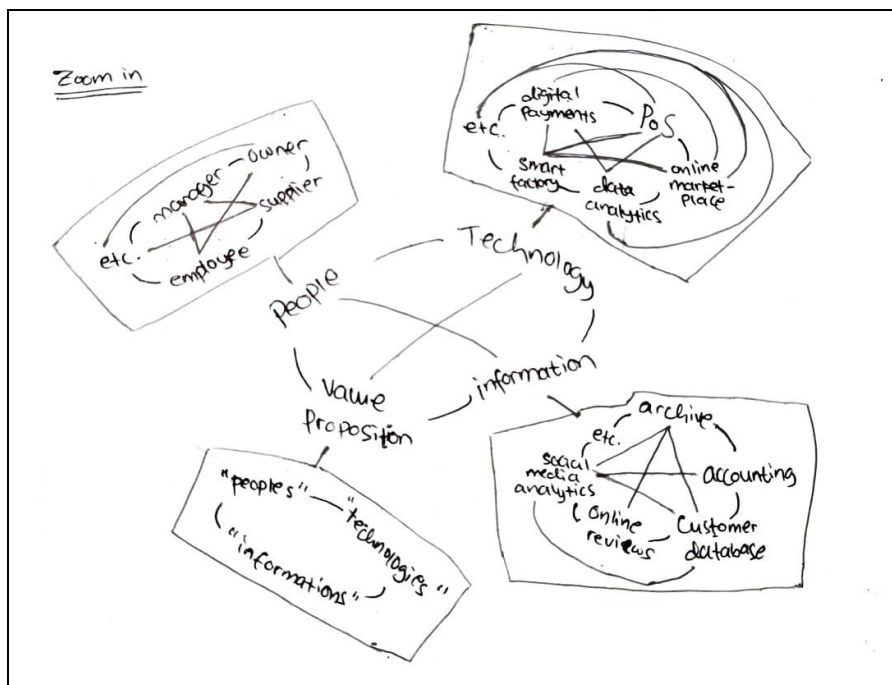 Zoom in
owner
manager
supplier
etc.
employee
digital
payments
PoS
etc.
smart
factory
data
analytics
online
market-
place
People
Technology
information
Value
Proposition
archive
etc.
social
media
analytics
accounting
online
reviews
Customer
database
"peoples"
"technologies"
"informations"